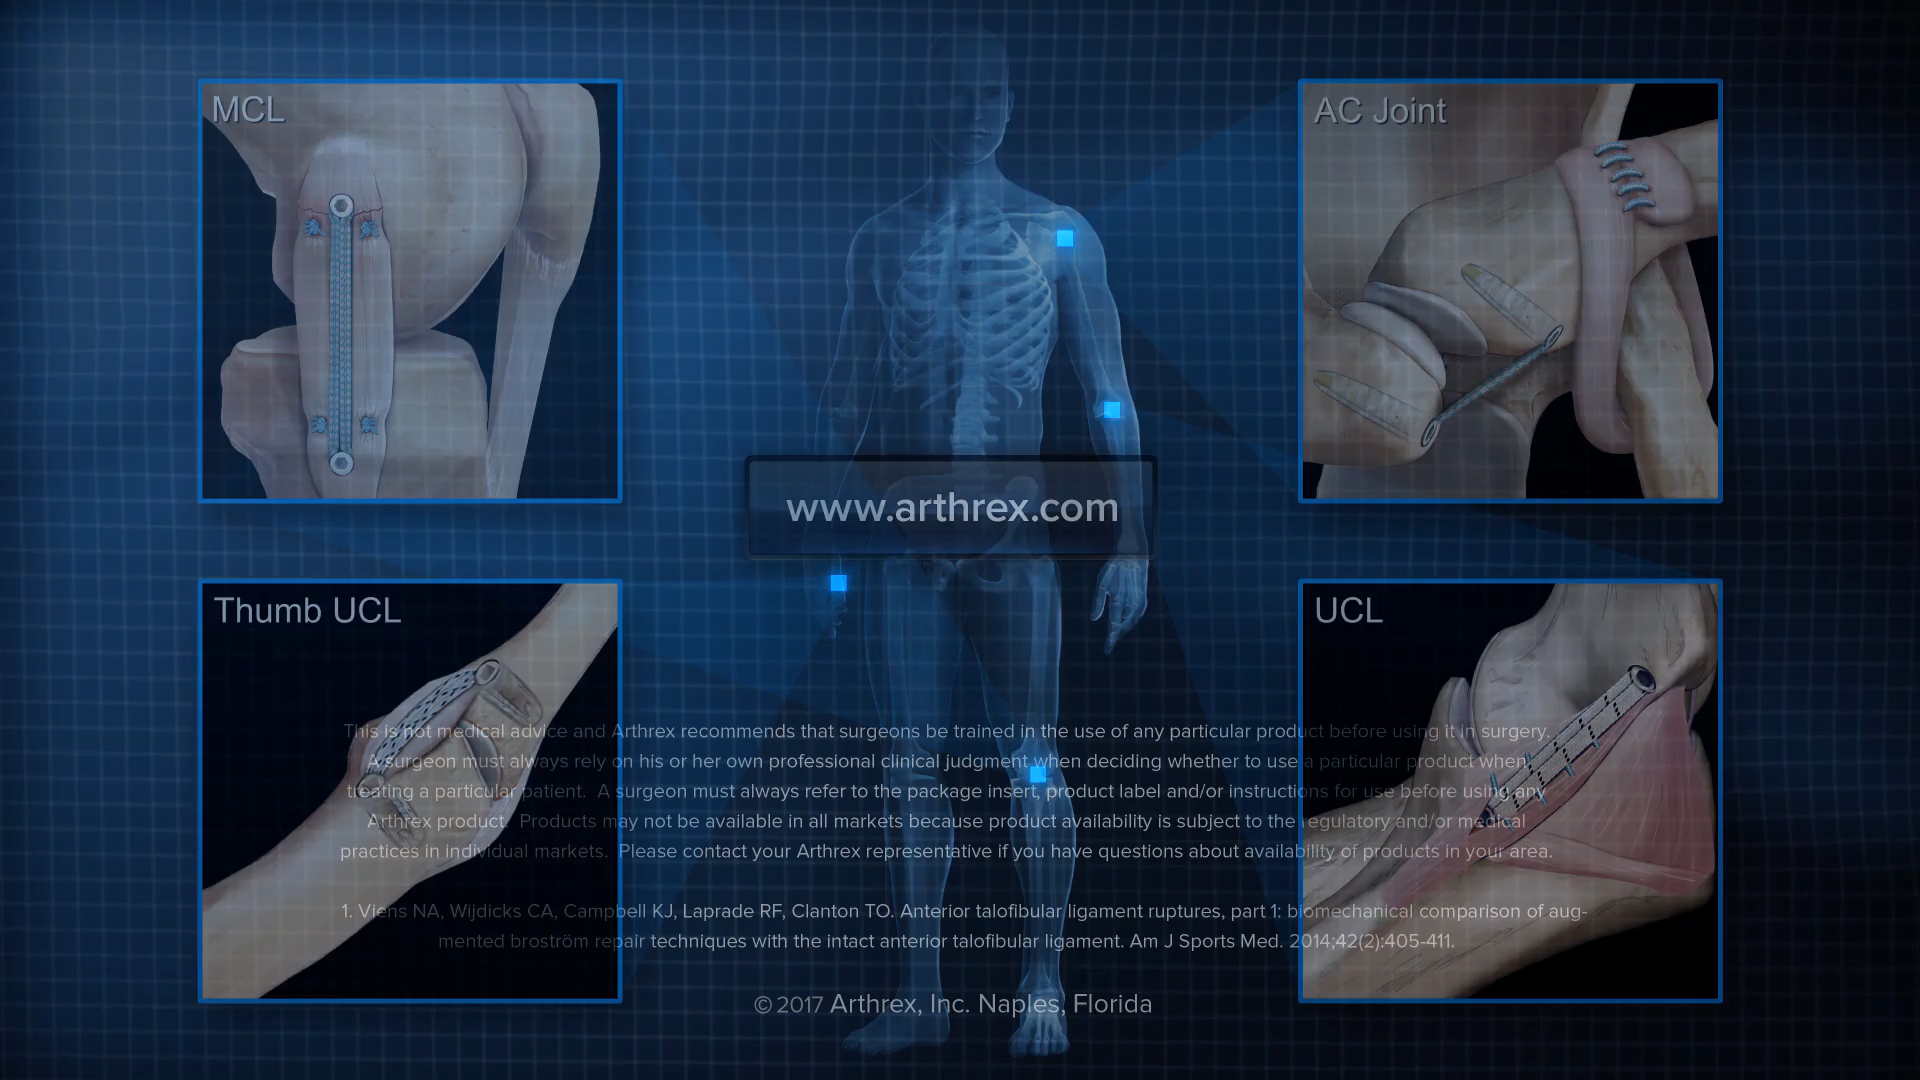 MCL
AC Joint
www.arthrex.com
Thumb UCL
UCL
This is not medical advice and Arthrex recommends that surgeons be trained in the use of any particular product before using it in surgery.
A surgeon must always rely on his or her own professional clinical judgment when deciding whether to use a particular product when
treating a particular patient.  A surgeon must always refer to the package insert, product label and/or instructions for use before using any
Arthrex product.  Products may not be available in all markets because product availability is subject to the regulatory and/or medical
practices in individual markets.  Please contact your Arthrex representative if you have questions about availability of products in your area.
1. Viens NA, Wijdicks CA, Campbell KJ, Laprade RF, Clanton TO. Anterior talofibular ligament ruptures, part 1: biomechanical comparison of aug-
mented broström repair techniques with the intact anterior talofibular ligament. Am J Sports Med. 2014;42(2):405-411.
© 2017 Arthrex, Inc. Naples, Florida